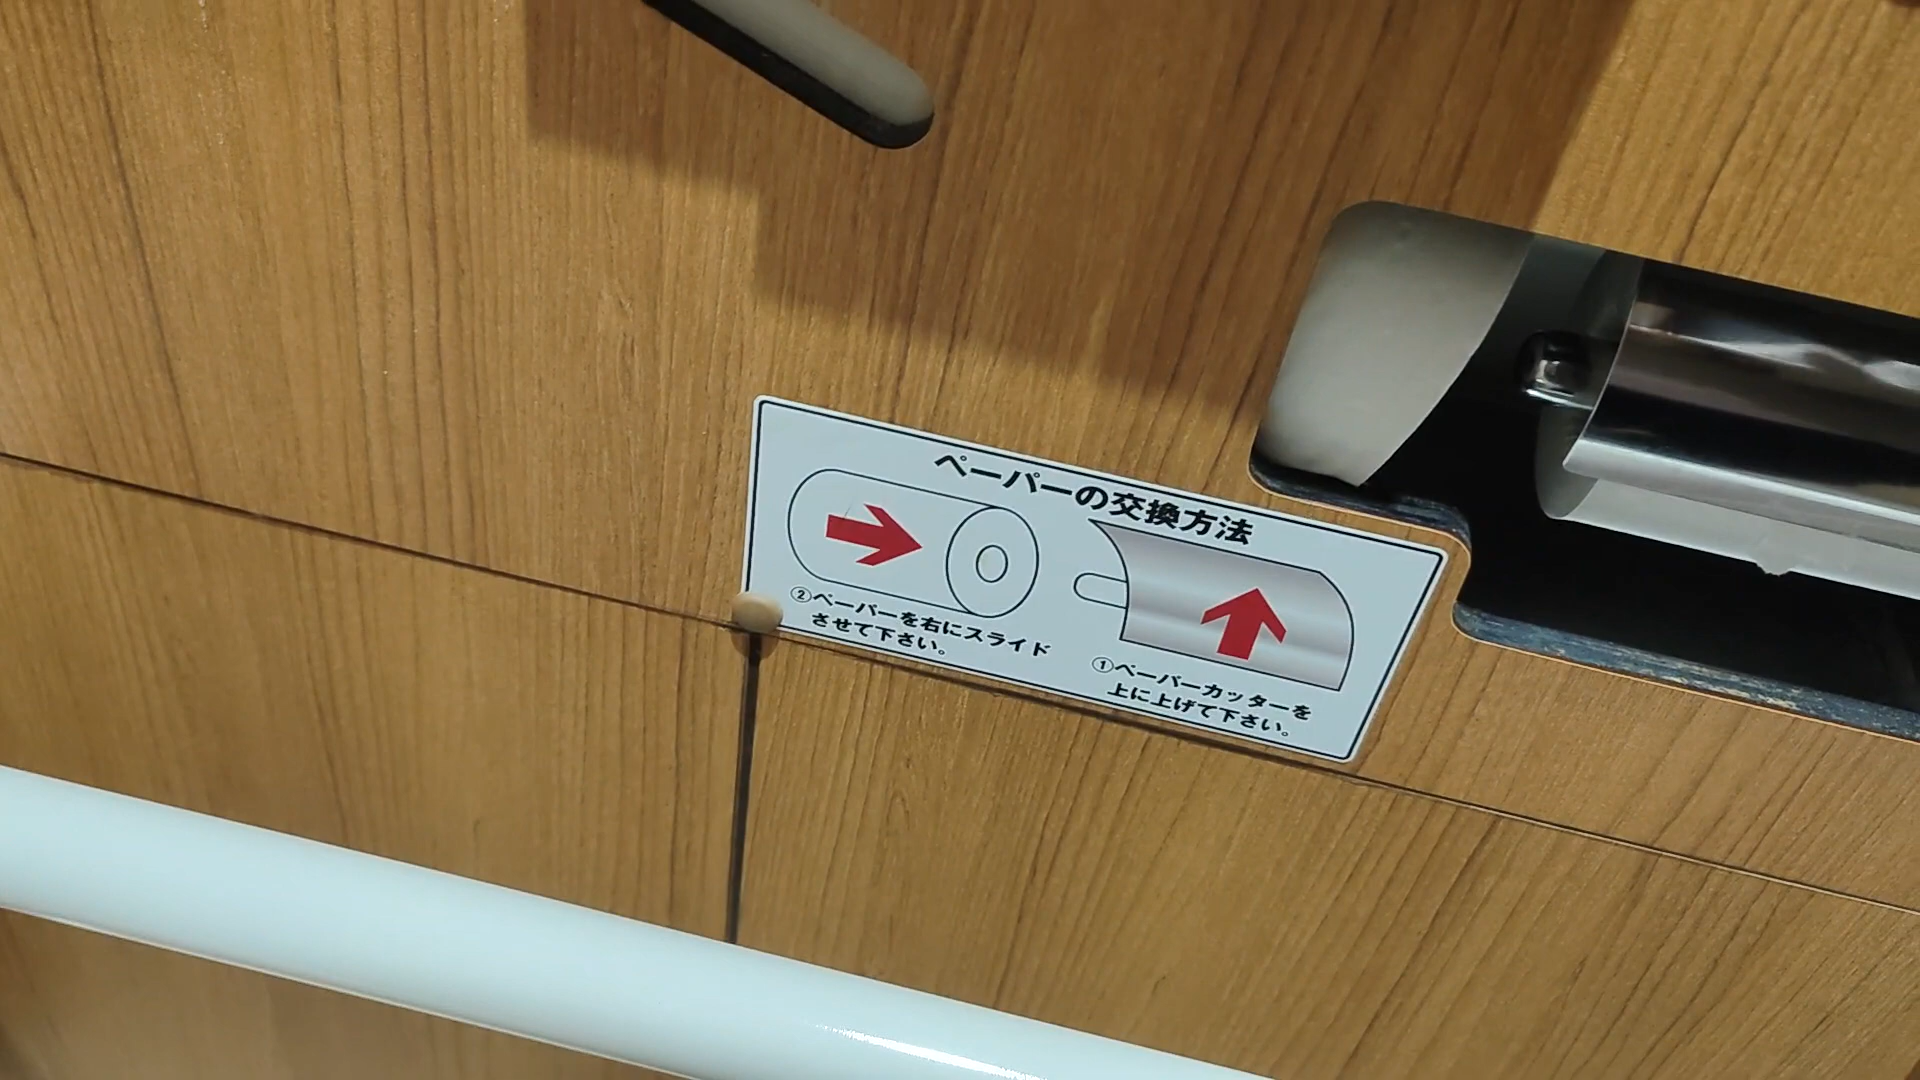 ペーパーの交換方法
②ペーパーを右にスライド
させて下さい。
①ペーパーカッターを
上に上げて下さい。